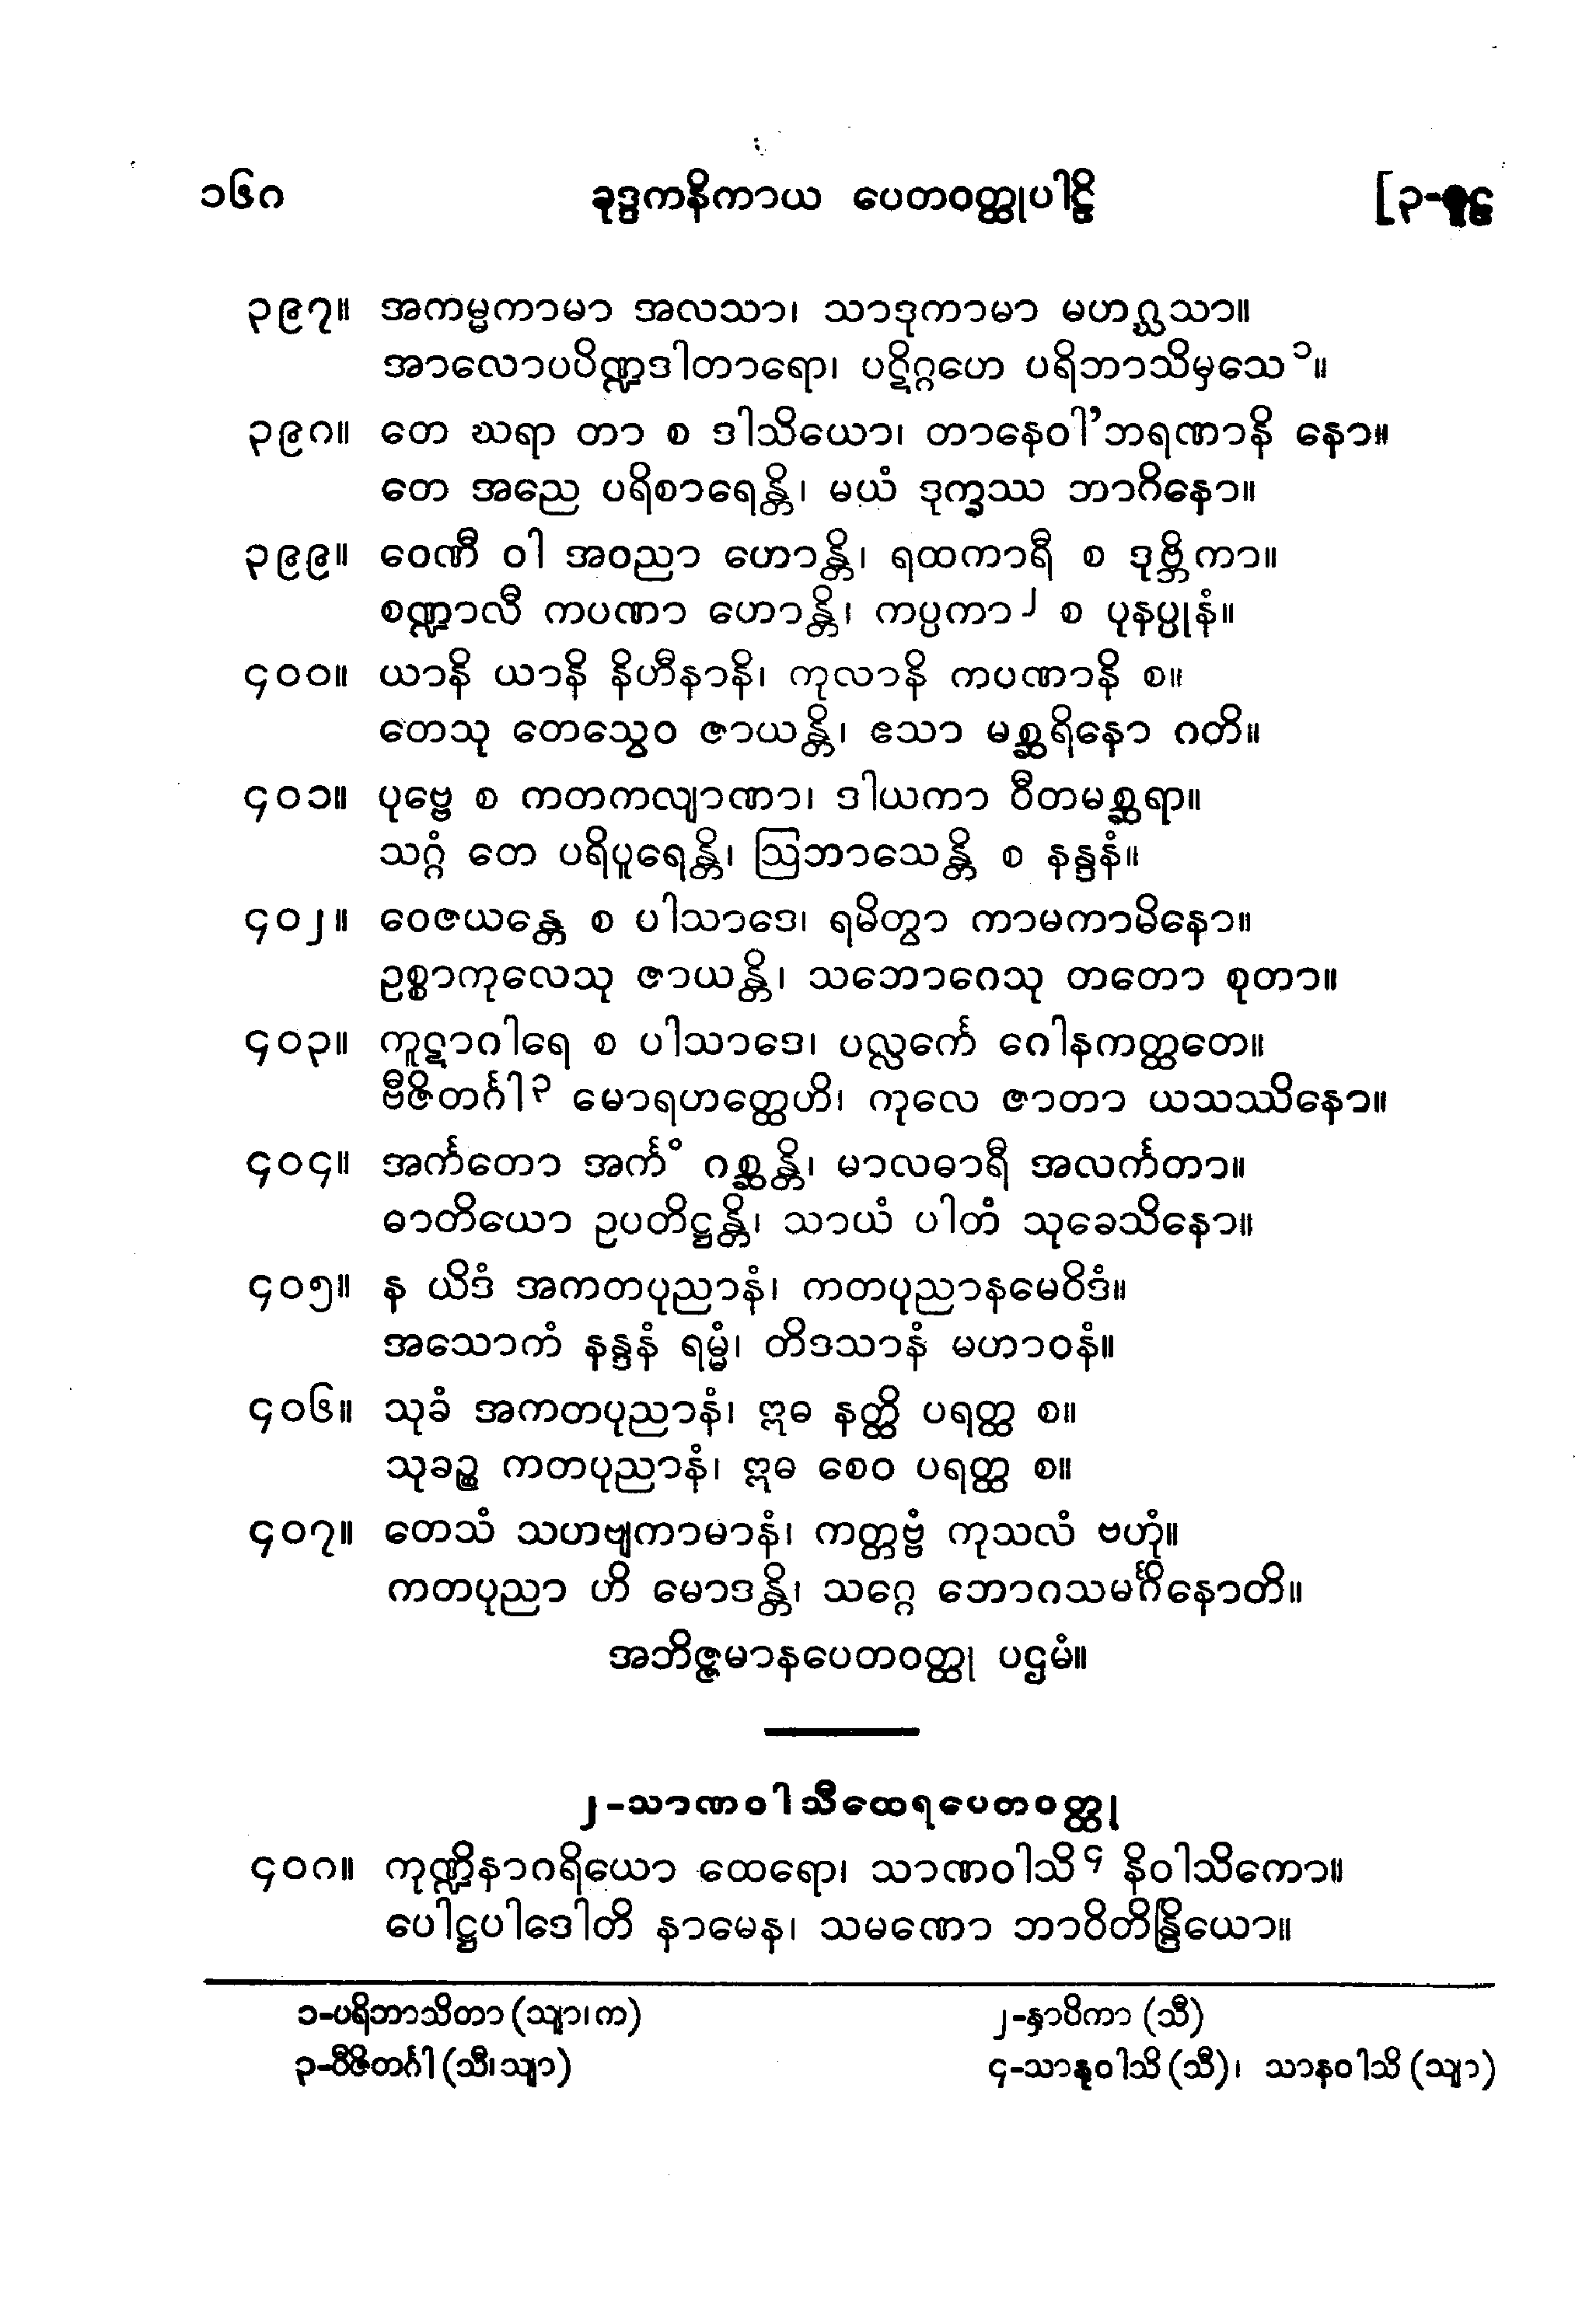 ၁၆၈ ခုဒ္ဒကနိကာယ ပေတဝတ္ထုပါဠိ [၃-စူဠ
၃၉၇။ အကမ္မကာမာ အလသာ၊ သာဒုကာမာ မဟဂ္ဃသာ။
အာလောပပိဏ္ဍဒါတာရော၊ ပဋိဂ္ဂဟေ ပရိဘာသိမှသေ ၁။
၃၉၈။ တေ ဃရာ တာ စ ဒါသိယော၊ တာနေဝါ’ဘရဏာနိ နော။
တေ အညေ ပရိစာရေန္တိ၊ မယံ ဒုက္ခဿ ဘာဂိနော။
၃၉၉။ ဝေဏီ ဝါ အဝညာ ဟောန္တိ၊ ရထကာရီ စ ဒုဗ္ဘိကာ။
စဏ္ဍာလီ ကပဏာ ဟောန္တိ၊ ကပ္ပကာ ၂ စ ပုနပ္ပုနံ။
၄၀၀။ ယာနိ ယာနိ နိဟီနာနိ၊ ကုလာနိ ကပဏာနိ စ။
တေသု တေသွေဝ ဇာယန္တိ၊ ဧသာ မစ္ဆရိနော ဂတိ။
၄၀၁။ ပုဗ္ဗေ စ ကတကလျာဏာ၊ ဒါယကာ ဝီတမစ္ဆရာ။
သဂ္ဂံ တေ ပရိပူရေန္တိ၊ ဩဘာသေန္တိ စ နန္ဒနံ။
၄၀၂။ ဝေဇယန္တေ စ ပါသာဒေ၊ ရမိတွာ ကာမကာမိနော။
ဥစ္စာကုလေသု ဇာယန္တိ၊ သဘောဂေသု တတော စုတာ။
၄၀၃။ ကူဋာဂါရေ စ ပါသာဒေ၊ ပလ္လင်္ကေ ဂေါနကတ္ထတေ။
ဗီဇိတင်္ဂါ ၃ မောရဟတ္ထေဟိ၊ ကုလေ ဇာတာ ယသဿိနော။
၄၀၄။ အင်္ကတော အင်္ကံ ဂစ္ဆန္တိ၊ မာလဓာရီ အလင်္ကတာ။
ဓာတိယော ဥပတိဋ္ဌန္တိ၊ သာယံ ပါတံ သုခေသိနော။
၄၀၅။ န ယိဒံ အကတပုညာနံ၊ ကတပုညာနမေဝိဒံ။
အသောကံ နန္ဒနံ ရမ္မံ၊ တိဒသာနံ မဟာဝနံ။
၄၀၆။ သုခံ အကတပုညာနံ၊ ဣဓ နတ္ထိ ပရတ္ထ စ။
သုခဉ္စ ကတပုညာနံ၊ ဣဓ စေဝ ပရတ္ထ စ။
၄၀၇။ တေသံ သဟဗျကာမာနံ၊ ကတ္တဗ္ဗံ ကုသလံ ဗဟုံ။
ကတပုညာ ဟိ မောဒန္တိ၊ သဂ္ဂေ ဘောဂသမင်္ဂိနောတိ။
အဘိဇ္ဇမာနပေတဝတ္ထု ပဌမံ။
၂-သာဏဝါသီထေရပေတဝတ္ထု
၄၀၈။ ကုဏ္ဍိနာဂရိယော ထေရော၊ သာဏဝါသိ ၄ နိဝါသိကော။
ပေါဋ္ဌပါဒေါတိ နာမေန၊ သမဏော ဘာဝိတိန္ဒြိယော။
၁-ပရိဘာသိတာ (သျာ၊က) ၂-နှာပိကာ (သီ)
၃-ဝီဇိတင်္ဂါ (သီ၊သျာ) ၄-သာနုဝါသိ (သီ)၊ သာနဝါသိ (သျာ)